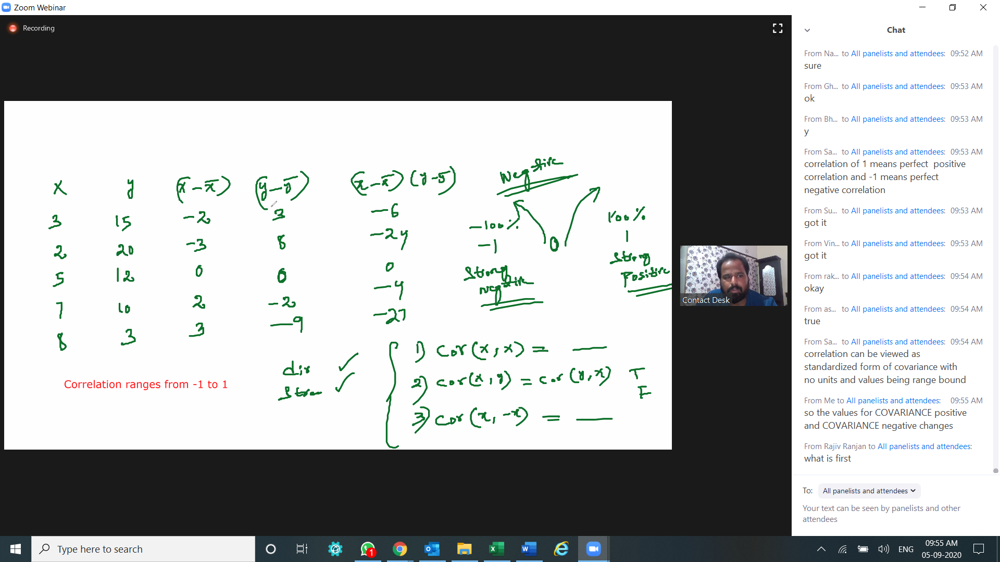 Zoom Webinar
Recording
x y (x - x̅) (y - y̅) (x - x̅) (y - y̅)
3 15 -2 3 -6
2 20 -3 8 -24
5 12 0 0 0
7 10 2 -2 -4
8 3 3 -9 -27
Negative
-100%
-1
0
100%
1
Strong
Negative
Strong
Positive
dir
Stren
Correlation ranges from -1 to 1
1) Cor(x, x) =
2) Cor(x, y) = Cor(y, x) T
F
3) Cor(x, -x) =
Contact Desk
Chat
From Na... to All panelists and attendees: 09:52 AM
sure
From Gh... to All panelists and attendees: 09:53 AM
ok
From Bh... to All panelists and attendees: 09:53 AM
y
From Sa... to All panelists and attendees: 09:53 AM
correlation of 1 means perfect positive
correlation and -1 means perfect
negative correlation
From Su... to All panelists and attendees: 09:53 AM
got it
From Vin... to All panelists and attendees: 09:53 AM
got it
From rak... to All panelists and attendees: 09:54 AM
okay
From as... to All panelists and attendees: 09:54 AM
true
From Sa... to All panelists and attendees: 09:54 AM
correlation can be viewed as
standardized form of covariance with
no units and values being range bound
From Me to All panelists and attendees: 09:55 AM
so the values for COVARIANCE positive
and COVARIANCE negative changes
From Rajiv Ranjan to All panelists and attendees:
what is first
To: All panelists and attendees
Your text can be seen by panelists and other
attendees
Type here to search
1
ENG
09:55 AM
05-09-2020